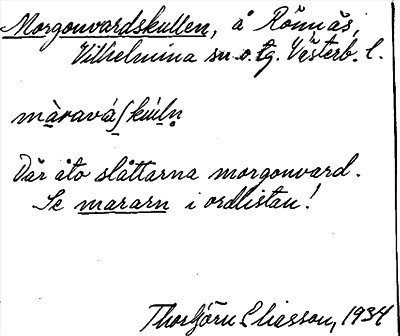 Morgonvardskullen, å Rönnäs,
Vilhelmina sn o. tg. Västerb. l.
màravá∫kúln
Där åto slåttarna morgonvard.
Se mararn i ordlistan!
Thorbjörn Eliasson, 1934